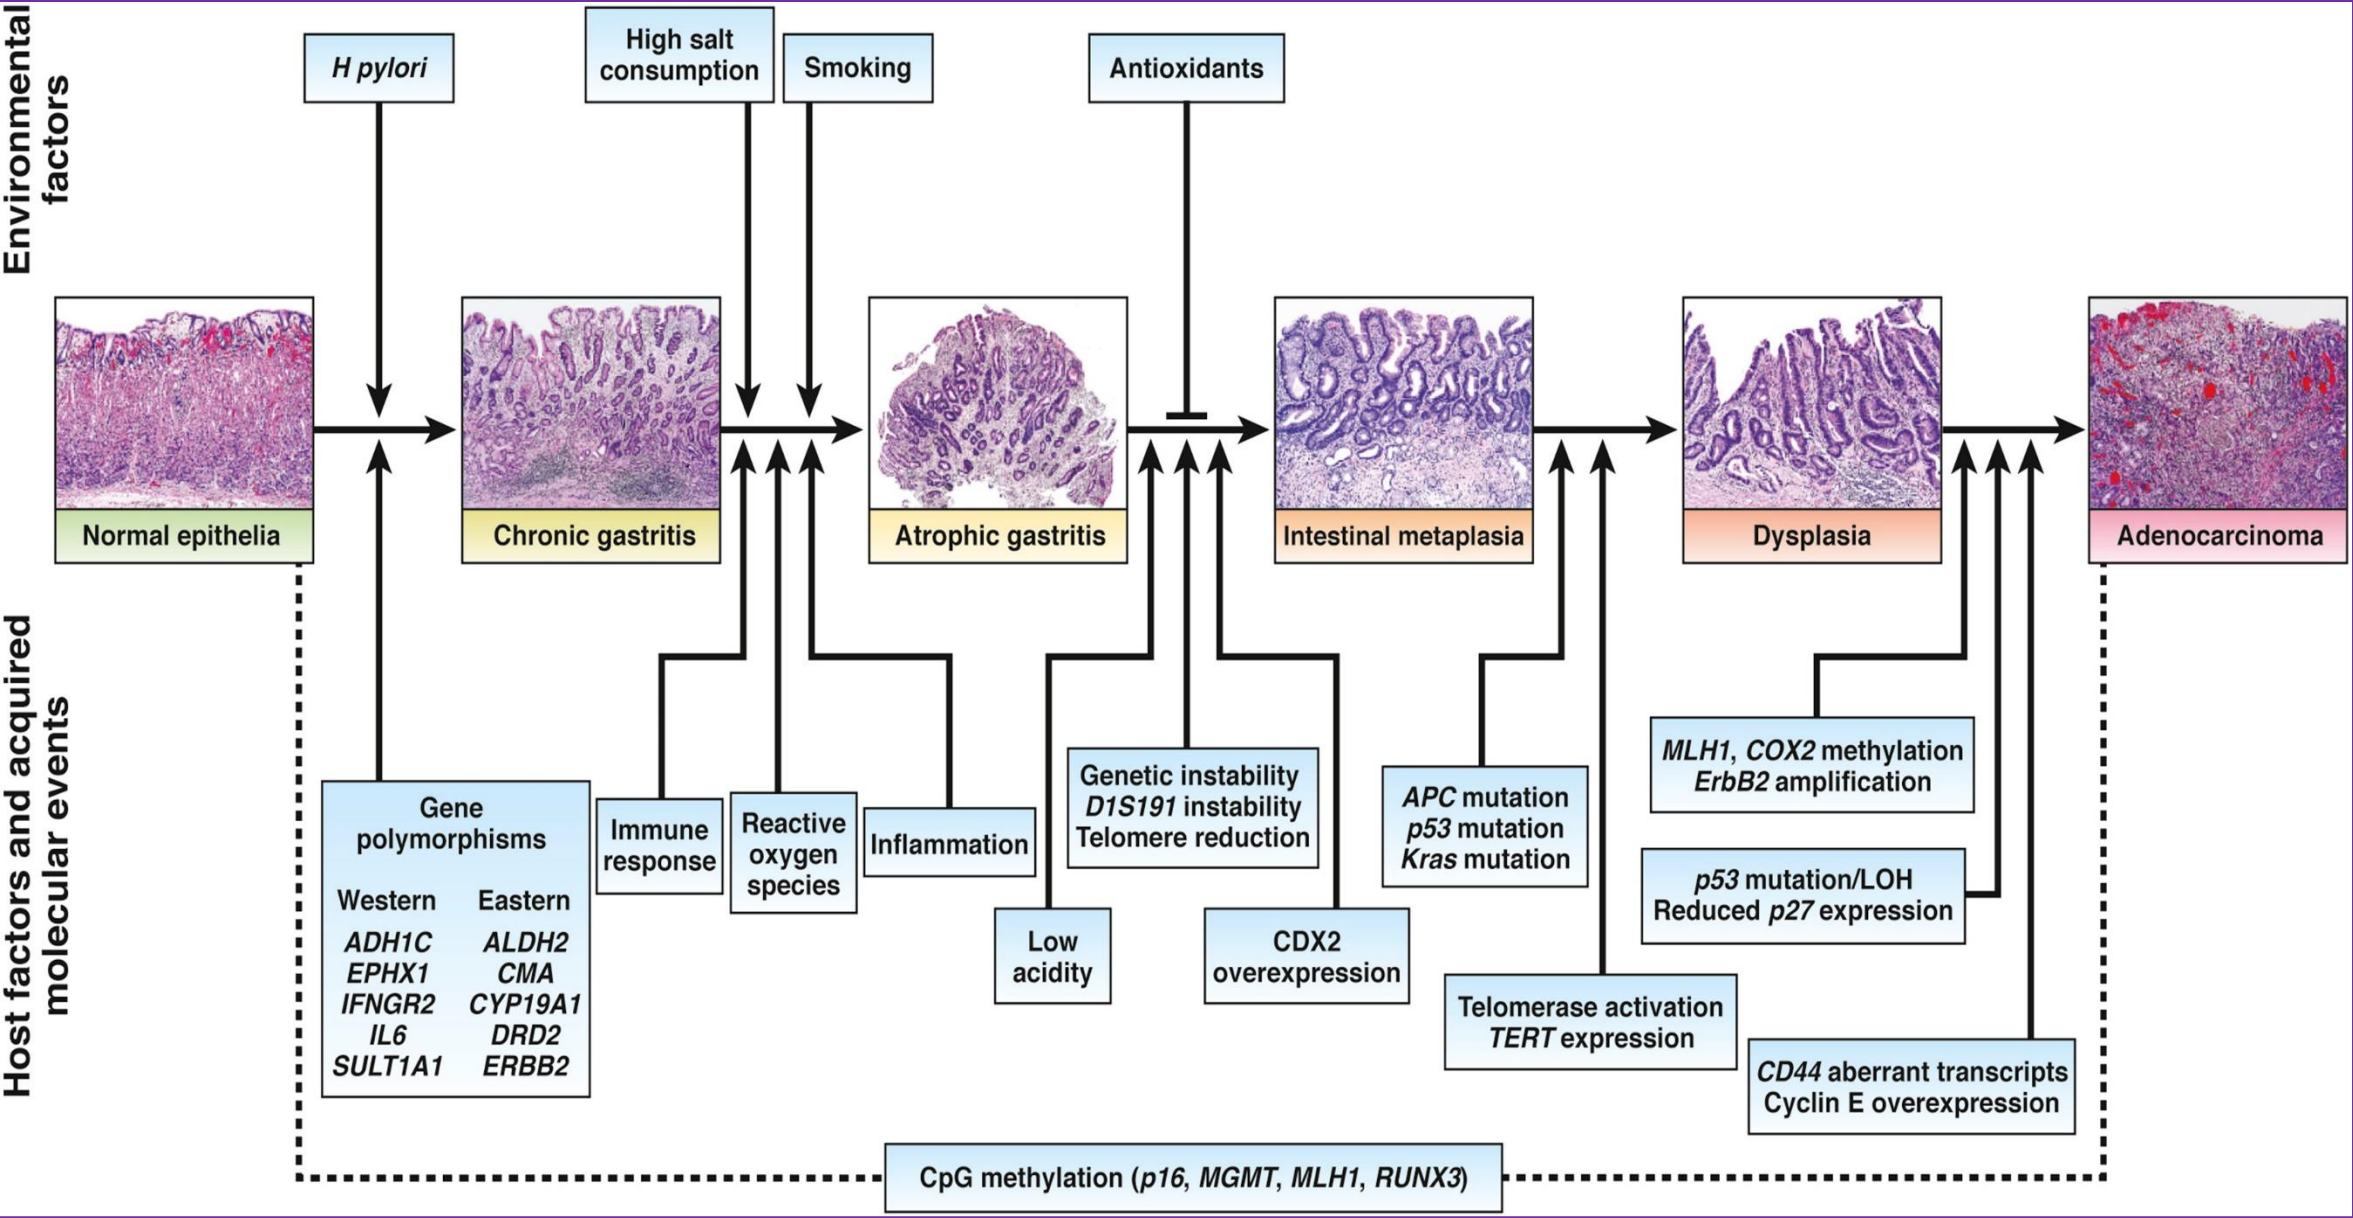 Environmental
factors
H pylori
High salt
consumption
Smoking
Antioxidants
Normal epithelia
Chronic gastritis
Atrophic gastritis
Intestinal metaplasia
Dysplasia
Adenocarcinoma
Host factors and acquired
molecular events
Gene
polymorphisms
Western Eastern
ADH1C ALDH2
EPHX1 CMA
IFNGR2 CYP19A1
IL6 DRD2
SULT1A1 ERBB2
Immune
response
Reactive
oxygen
species
Inflammation
Low
acidity
Genetic instability
D1S191 instability
Telomere reduction
CDX2
overexpression
APC mutation
p53 mutation
Kras mutation
Telomerase activation
TERT expression
MLH1, COX2 methylation
ErbB2 amplification
p53 mutation/LOH
Reduced p27 expression
CD44 aberrant transcripts
Cyclin E overexpression
CpG methylation (p16, MGMT, MLH1, RUNX3)